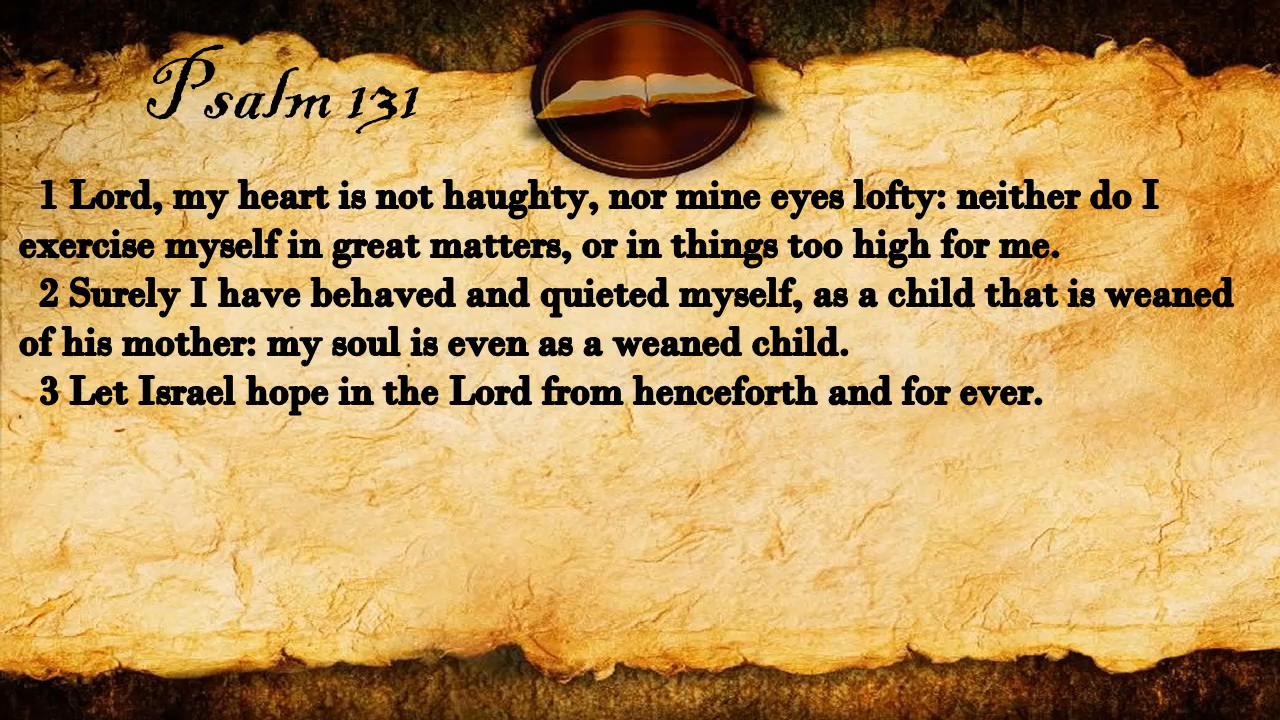 Psalm 131
1 Lord, my heart is not haughty, nor mine eyes lofty: neither do I
exercise myself in great matters, or in things too high for me.
2 Surely I have behaved and quieted myself, as a child that is weaned
of his mother: my soul is even as a weaned child.
3 Let Israel hope in the Lord from henceforth and for ever.